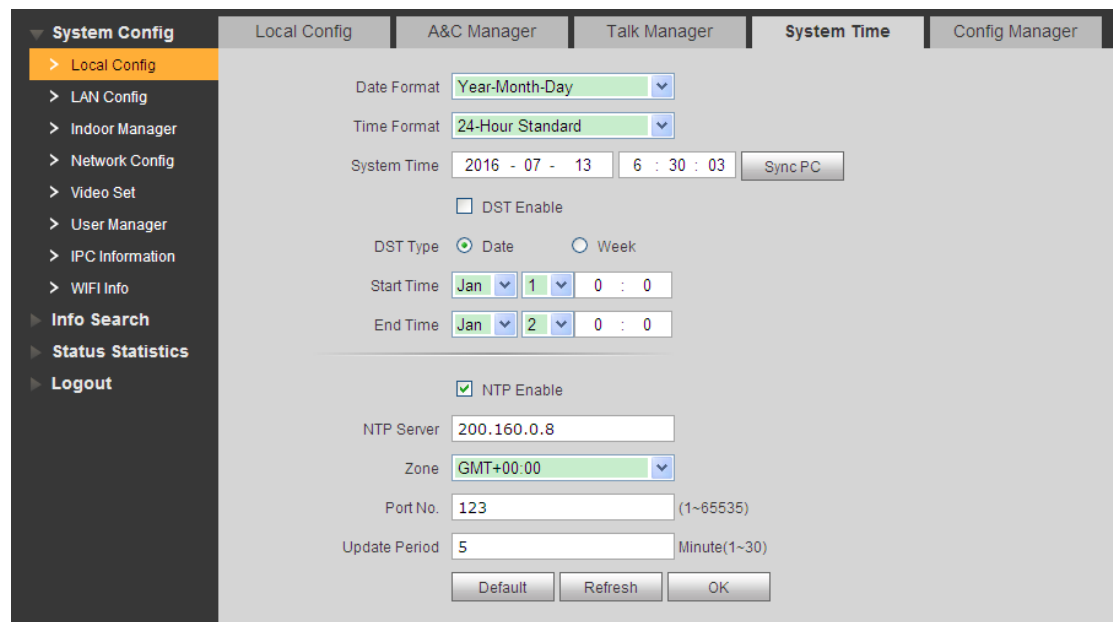 System Config
Local Config
LAN Config
Indoor Manager
Network Config
Video Set
User Manager
IPC Information
WIFI Info
Info Search
Status Statistics
Logout
Local Config A&C Manager Talk Manager System Time Config Manager
Date Format Year-Month-Day
Time Format 24-Hour Standard
System Time 2016 - 07 - 13 6 : 30 : 03 Sync PC
DST Enable
DST Type Date Week
Start Time Jan 1 0 : 0
End Time Jan 2 0 : 0
NTP Enable
NTP Server 200.160.0.8
Zone GMT+00:00
Port No. 123 (1~65535)
Update Period 5 Minute(1~30)
Default Refresh OK